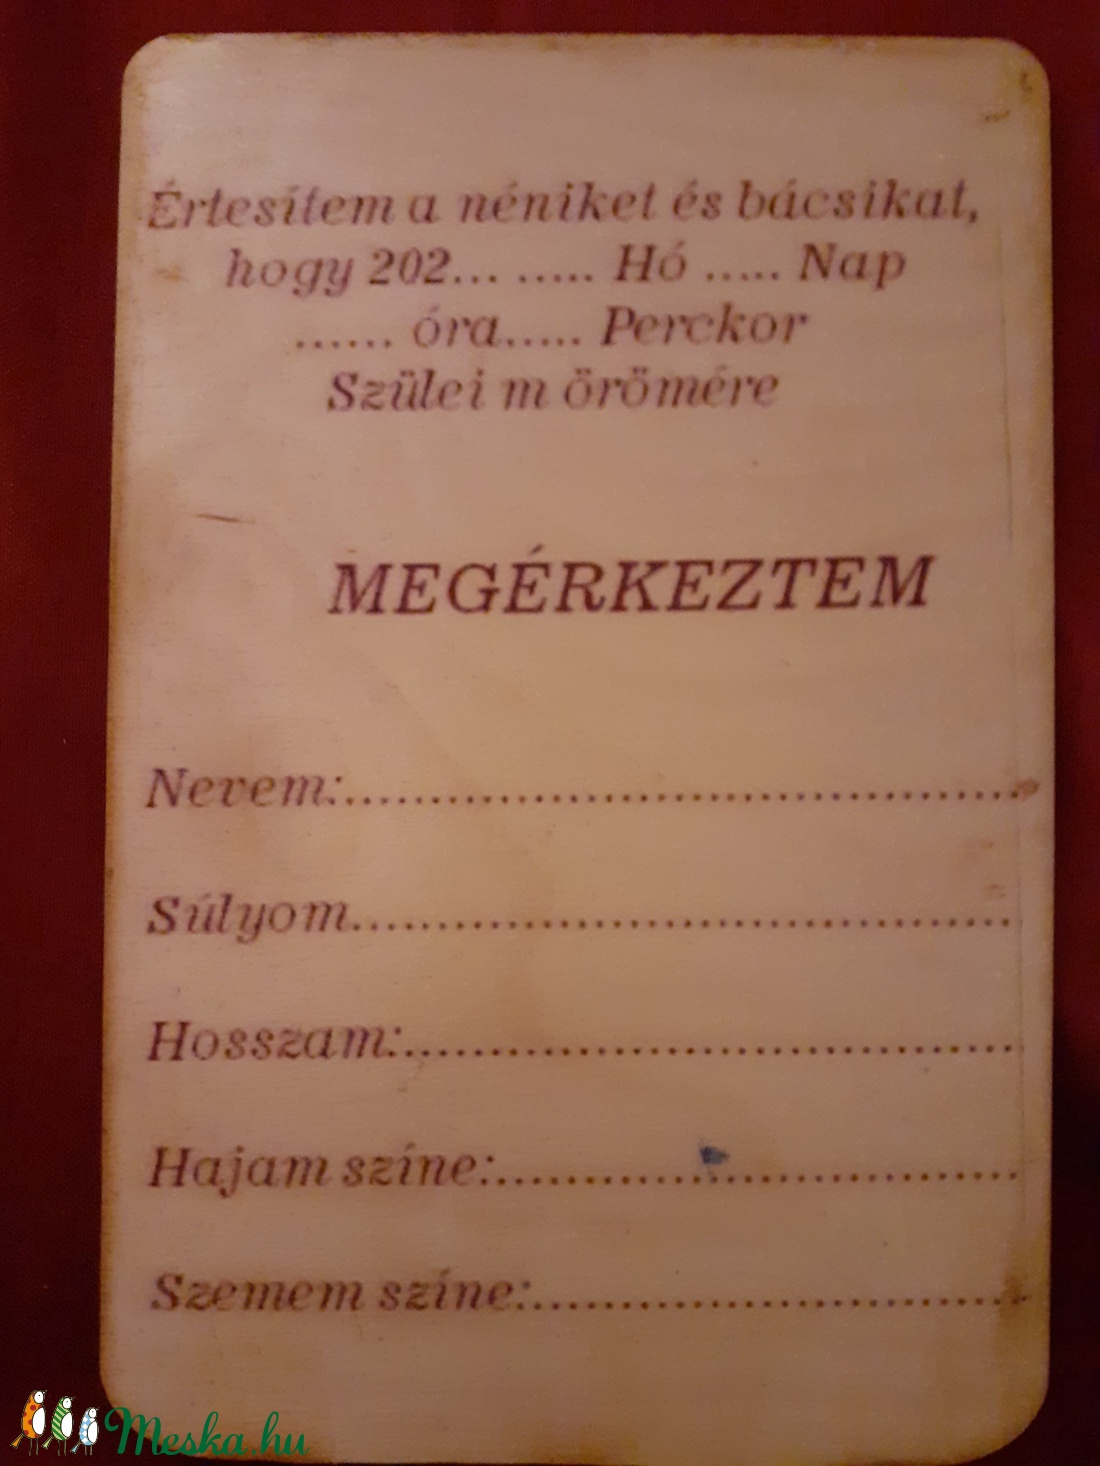 Értesítem a néniket és bácsikat,
hogy 202... ..... Hó ..... Nap
...... óra..... Perckor
Szülei m örömére
MEGÉRKEZTEM
Nevem:..........................................
Súlyom..........................................
Hosszam:........................................
Hajam színe:....................................
Szemem színe:...................................
Meska.hu